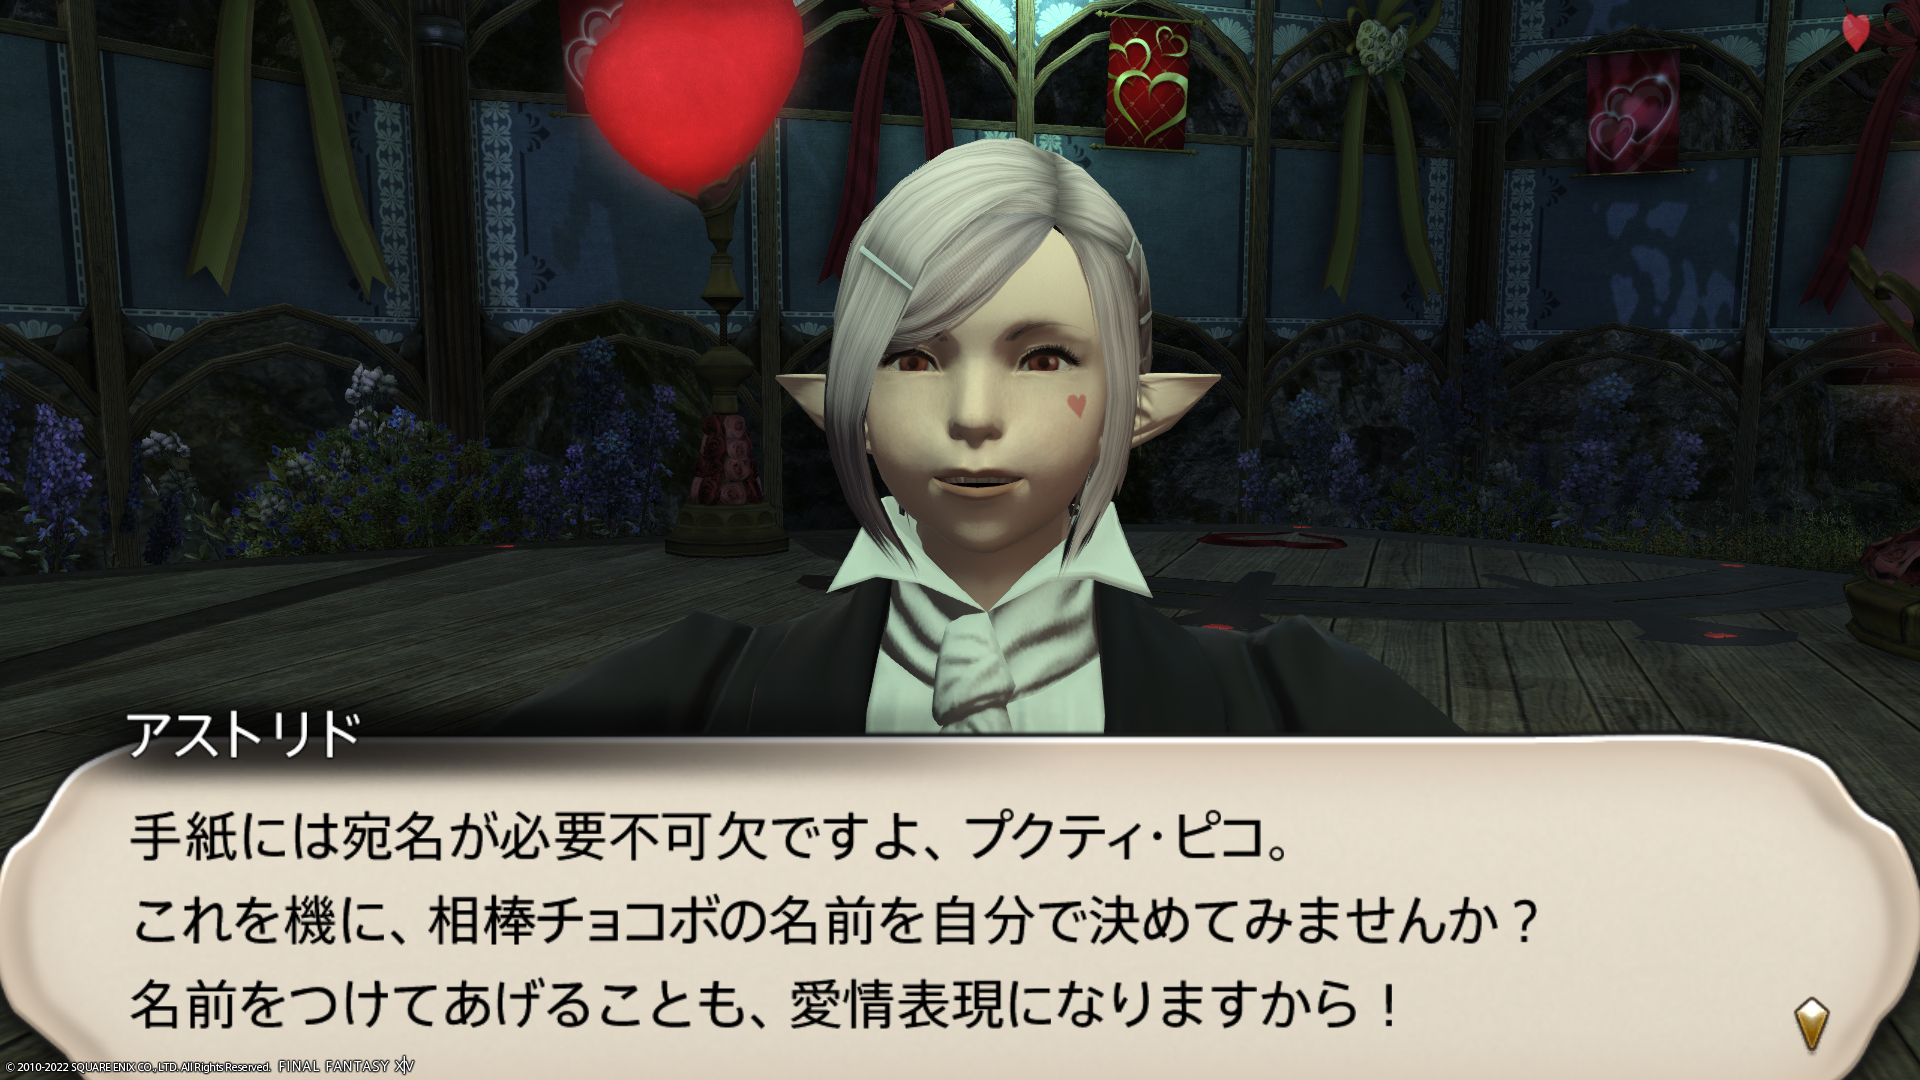 アストリド
手紙には宛名が必要不可欠ですよ、プクティ・ピコ。
これを機に、相棒チョコボの名前を自分で決めてみませんか？
名前をつけてあげることも、愛情表現になりますから！
© 2010-2022 SQUARE ENIX CO., LTD. All Rights Reserved. FINAL FANTASY XIV